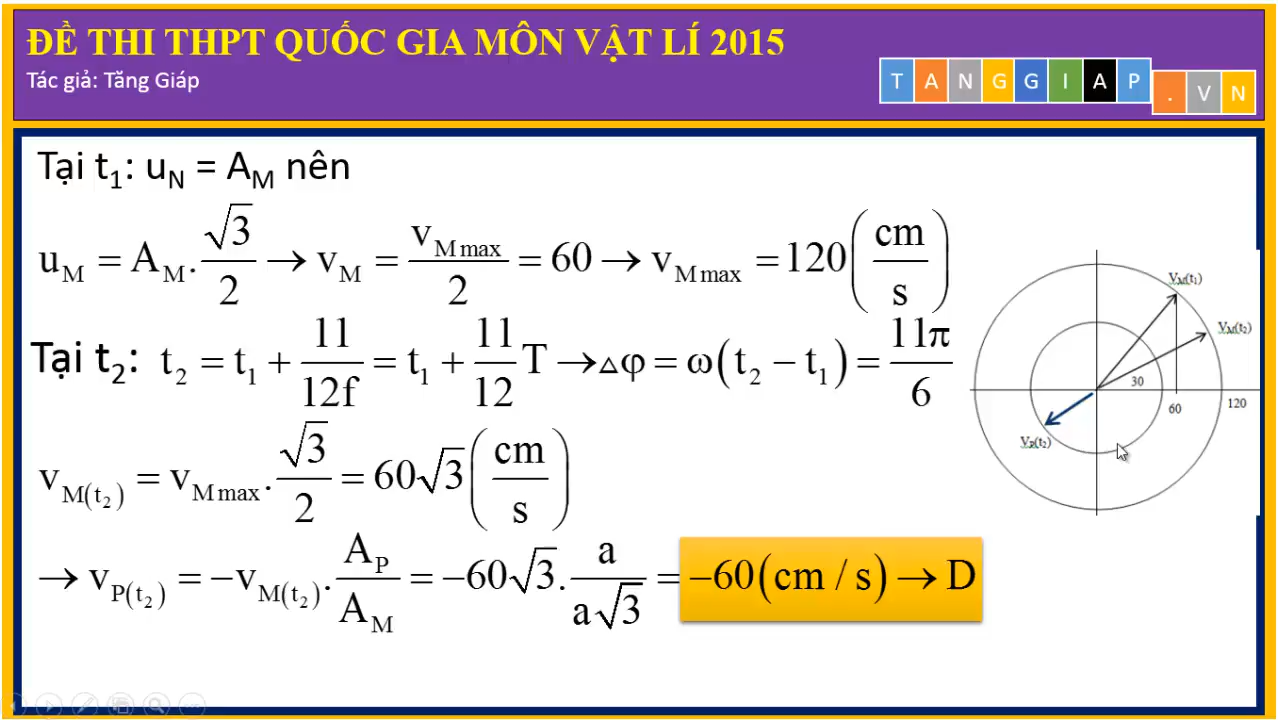 ĐỀ THI THPT QUỐC GIA MÔN VẬT LÍ 2015
Tác giả: Tăng Giáp
TANGGIAP.VN
Tại t₁: u_N = A_M nên
u_M = A_M . √3/2 → v_M = v_Mmax/2 = 60 → v_Mmax = 120 (cm/s)
Tại t₂: t₂ = t₁ + 11/12f = t₁ + 11/12 T → △φ = ω(t₂ − t₁) = 11π/6
v_M(t₂) = v_Mmax . √3/2 = 60√3 (cm/s)
→ v_P(t₂) = −v_M(t₂) . A_P/A_M = −60√3 . a/a√3 = −60(cm / s) → D
V_M(t₁)
V_M(t₂)
30
60
120
V_P(t₂)